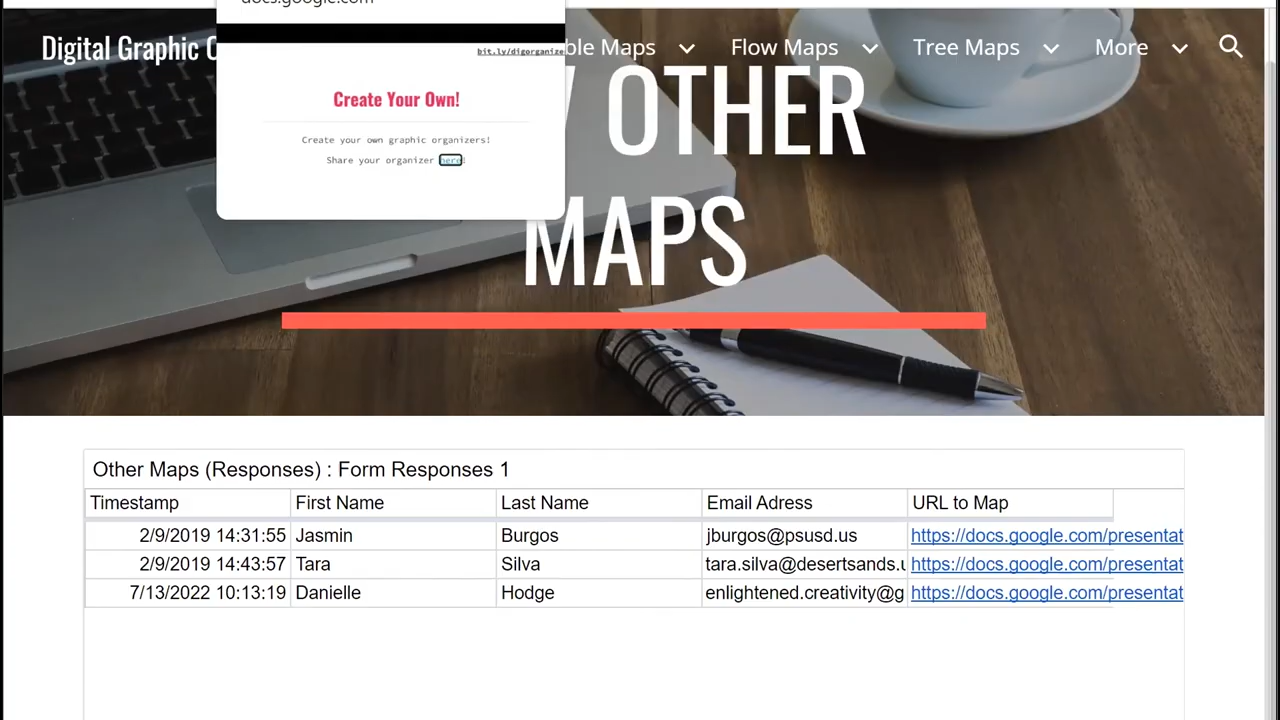 docs.google.com
Digital Graphic
Maps
Flow Maps
Tree Maps
More
bit.ly/digorganize
Create Your Own!
Create your own graphic organizers!
Share your organizer here!
OTHER
MAPS
Other Maps (Responses) : Form Responses 1
Timestamp First Name Last Name Email Adress URL to Map
2/9/2019 14:31:55 Jasmin Burgos jburgos@psusd.us https://docs.google.com/presentat
2/9/2019 14:43:57 Tara Silva tara.silva@desertsands.u https://docs.google.com/presentat
7/13/2022 10:13:19 Danielle Hodge enlightened.creativity@g https://docs.google.com/presentat